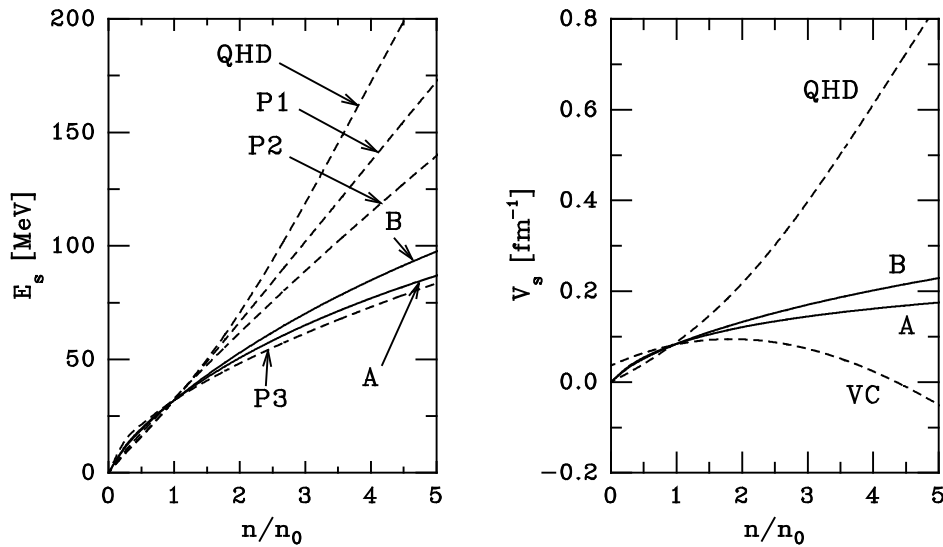 200
150
100
50
0
E_s [MeV]
QHD
P1
P2
B
A
P3
0 1 2 3 4 5
n/n_0
0.8
0.6
0.4
0.2
0.0
−0.2
V_s [fm^{−1}]
QHD
B
A
VC
0 1 2 3 4 5
n/n_0